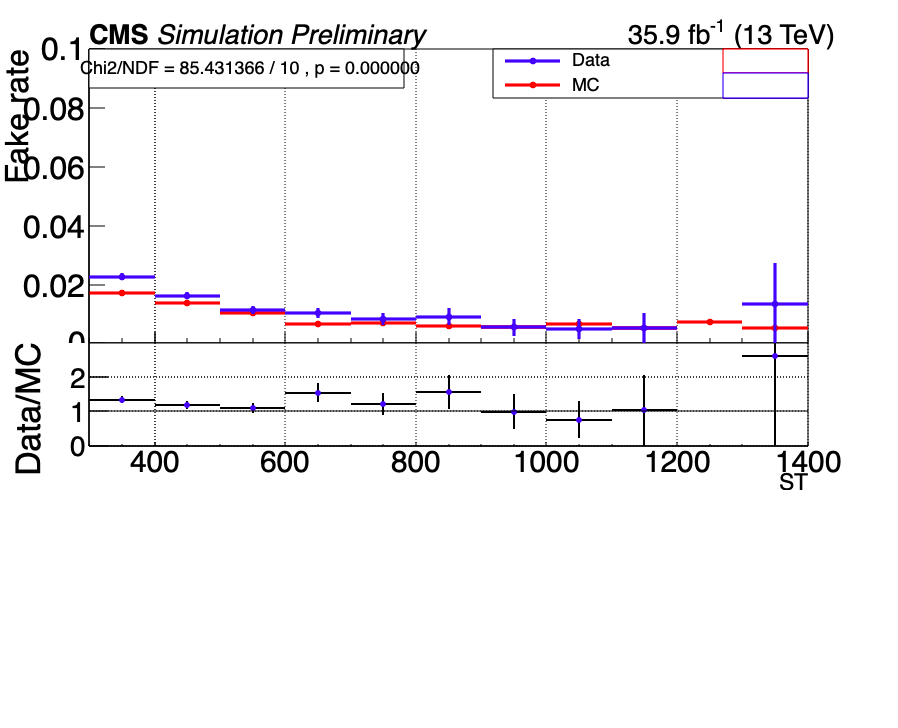 CMS Simulation Preliminary 35.9 fb⁻¹ (13 TeV)
Chi2/NDF = 85.431366 / 10 , p = 0.000000
Data
MC
Fake rate
0.1
0.08
0.06
0.04
0.02
0
Data/MC
2
1
0
400 600 800 1000 1200 1400
ST